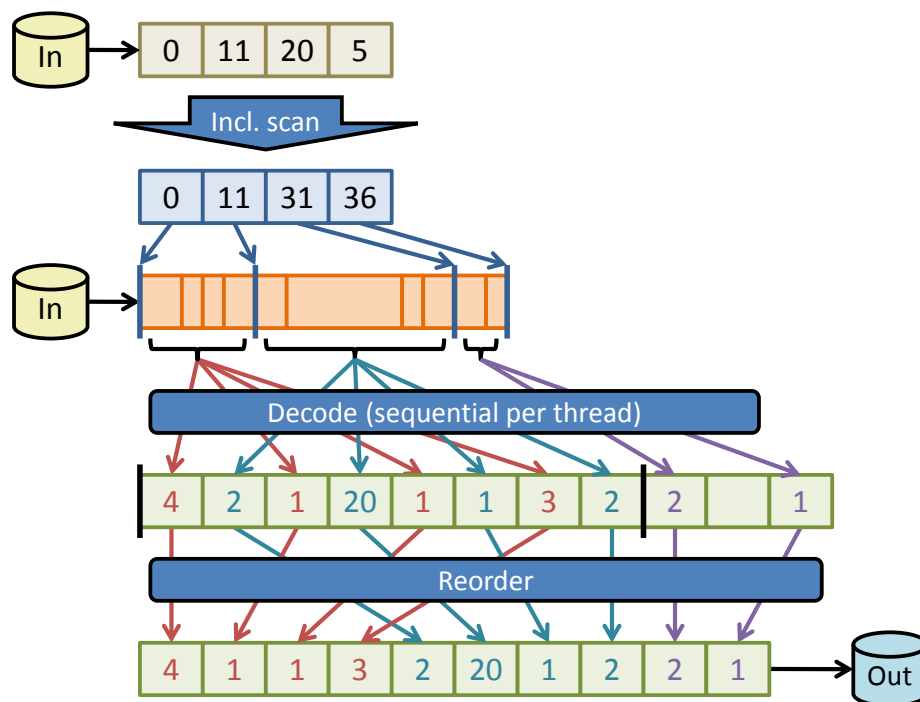 In 0 11 20 5
Incl. scan
0 11 31 36
In
Decode (sequential per thread)
4 2 1 20 1 1 3 2 2 1
Reorder
4 1 1 3 2 20 1 2 2 1
Out